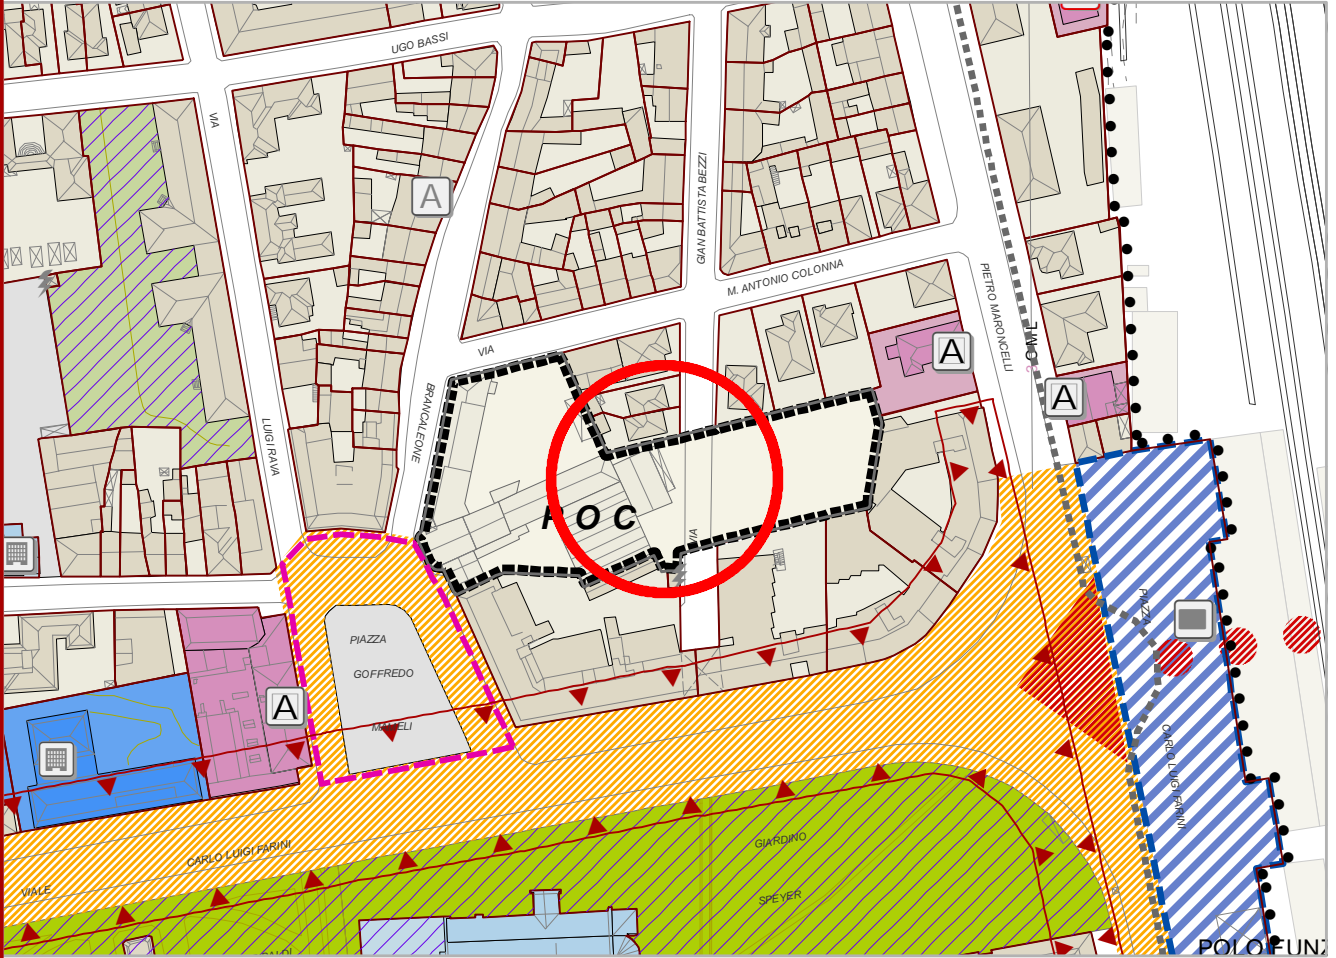 UGO BASSI
VIA
A
GIAN BATTISTA BEZZI
M. ANTONIO COLONNA
PIETRO MARONCELLI
VIA
A
A
BRANCALEONE
LUIGI RAVA
P O C
VIA
PIAZZA
GOFFREDO
MAMELI
A
PIAZZA
CARLO LUIGI FARINI
GIARDINO
SPEYER
CARLO LUIGI FARINI
VIALE
POLO FUNZ